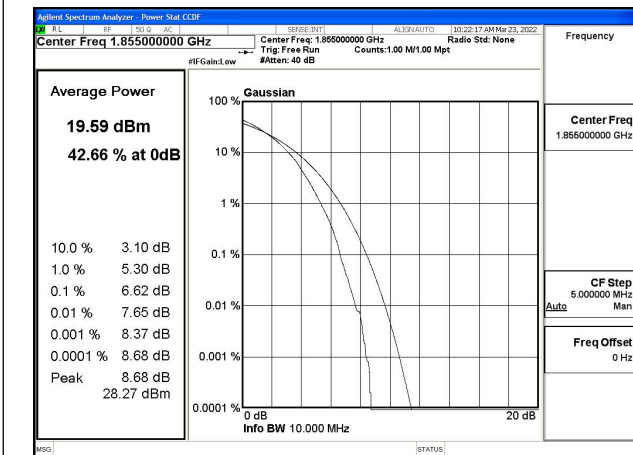 Agilent Spectrum Analyzer - Power Stat CCDF
RL RF 50 Ω AC SENSE:INT ALIGN AUTO 10:22:17 AM Mar 23, 2022
Center Freq 1.855000000 GHz
Center Freq: 1.855000000 GHz Radio Std: None
Trig: Free Run Counts:1.00 M/1.00 Mpt
#IFGain:Low #Atten: 40 dB
Frequency
Average Power
19.59 dBm
42.66 % at 0dB
10.0 % 3.10 dB
1.0 % 5.30 dB
0.1 % 6.62 dB
0.01 % 7.65 dB
0.001 % 8.37 dB
0.0001 % 8.68 dB
Peak 8.68 dB
28.27 dBm
Gaussian
100 %
10 %
1 %
0.1 %
0.01 %
0.001 %
0.0001 %
0 dB 20 dB
Info BW 10.000 MHz
Center Freq
1.855000000 GHz
CF Step
5.000000 MHz
Auto Man
Freq Offset
0 Hz
MSG STATUS